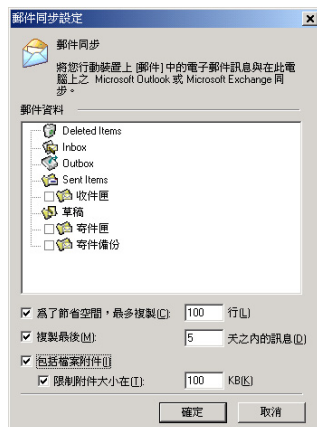 郵件同步設定
郵件同步
將您行動裝置上 [郵件] 中的電子郵件訊息與在此電
腦上之 Microsoft Outlook 或 Microsoft Exchange 同
步。
郵件資料
Deleted Items
Inbox
Outbox
Sent Items
收件匣
草稿
寄件匣
寄件備份
為了節省空間，最多複製(C): 100 行(L)
複製最後(M): 5 天之內的訊息(D)
包括檔案附件(I)
限制附件大小在(T): 100 KB(K)
確定 取消